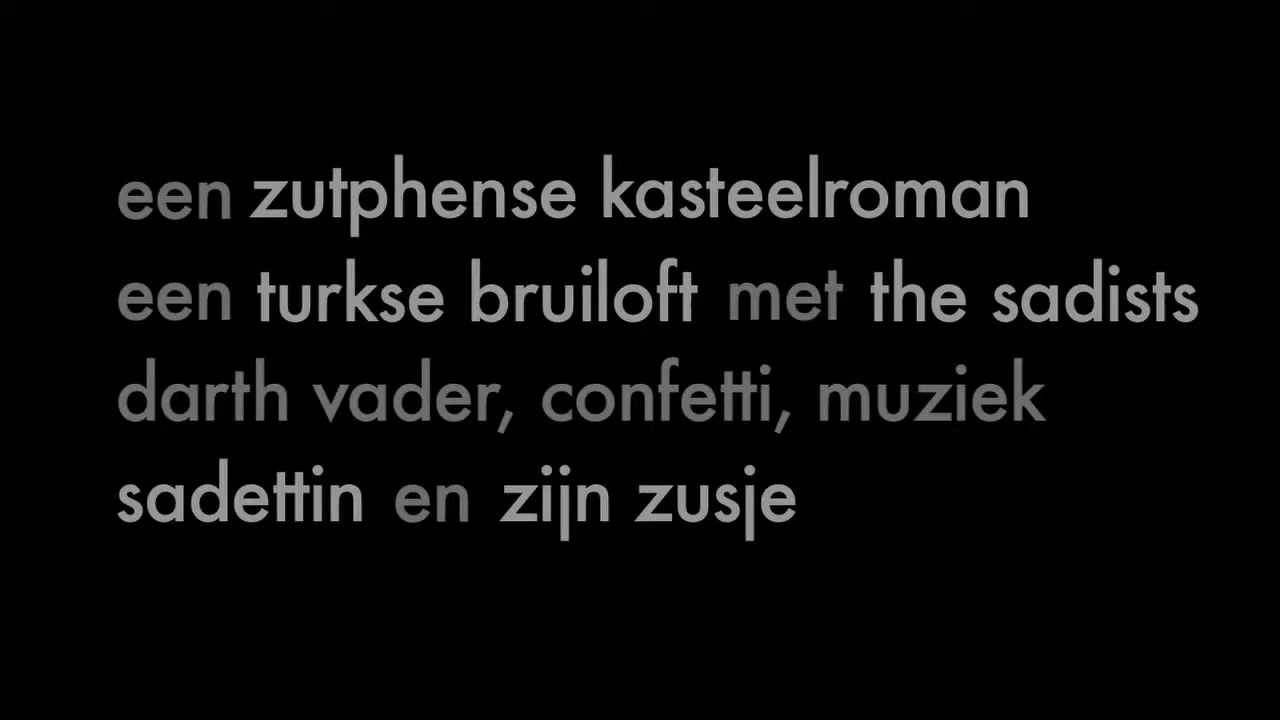 een zutphense kasteelroman
een turkse bruiloft met the sadists
darth vader, confetti, muziek
sadettin en zijn zusje